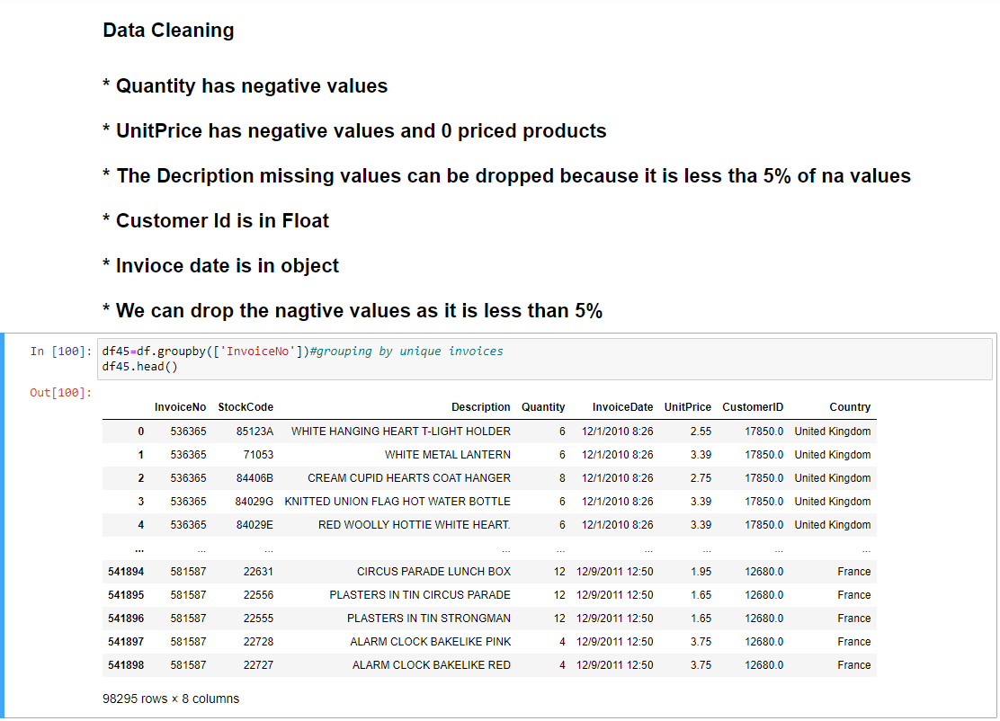 Data Cleaning
* Quantity has negative values
* UnitPrice has negative values and 0 priced products
* The Decription missing values can be dropped because it is less tha 5% of na values
* Customer Id is in Float
* Invioce date is in object
* We can drop the nagtive values as it is less than 5%
In [100]: df45=df.groupby(['InvoiceNo'])#grouping by unique invoices
df45.head()
Out[100]:
InvoiceNo StockCode Description Quantity InvoiceDate UnitPrice CustomerID Country
0 536365 85123A WHITE HANGING HEART T-LIGHT HOLDER 6 12/1/2010 8:26 2.55 17850.0 United Kingdom
1 536365 71053 WHITE METAL LANTERN 6 12/1/2010 8:26 3.39 17850.0 United Kingdom
2 536365 84406B CREAM CUPID HEARTS COAT HANGER 8 12/1/2010 8:26 2.75 17850.0 United Kingdom
3 536365 84029G KNITTED UNION FLAG HOT WATER BOTTLE 6 12/1/2010 8:26 3.39 17850.0 United Kingdom
4 536365 84029E RED WOOLLY HOTTIE WHITE HEART. 6 12/1/2010 8:26 3.39 17850.0 United Kingdom
... ... ... ... ... ... ... ... ...
541894 581587 22631 CIRCUS PARADE LUNCH BOX 12 12/9/2011 12:50 1.95 12680.0 France
541895 581587 22556 PLASTERS IN TIN CIRCUS PARADE 12 12/9/2011 12:50 1.65 12680.0 France
541896 581587 22555 PLASTERS IN TIN STRONGMAN 12 12/9/2011 12:50 1.65 12680.0 France
541897 581587 22728 ALARM CLOCK BAKELIKE PINK 4 12/9/2011 12:50 3.75 12680.0 France
541898 581587 22727 ALARM CLOCK BAKELIKE RED 4 12/9/2011 12:50 3.75 12680.0 France
98295 rows × 8 columns